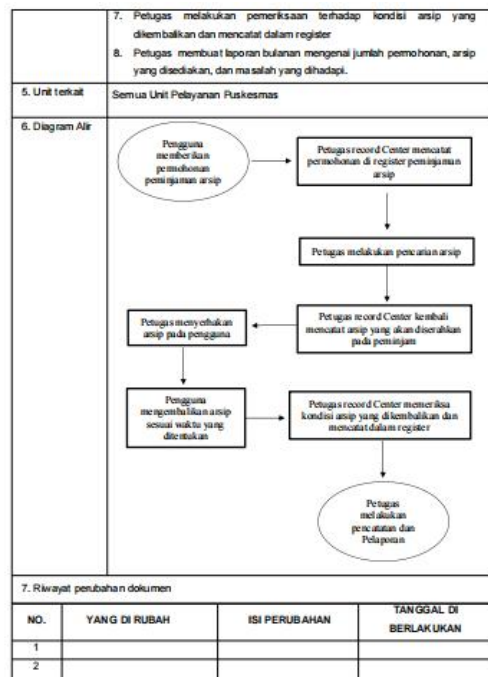 7. Petugas melakukan pemeriksaan terhadap kondisi arsip yang
dikembalikan dan mencatat dalam register
8. Petugas membuat laporan bulanan mengenai jumlah permohonan, arsip
yang disediakan, dan masalah yang dihadapi.
5. Unit terkait
Semua Unit Pelayanan Puskesmas
6. Diagram Alir
Pengguna
memberikan
permohonan
peminjaman arsip
Petugas record Center mencatat
permohonan di register peminjaman
arsip
Petugas melakukan pencarian arsip
Petugas record Center kembali
mencatat arsip yang akan diserahkan
pada peminjam
Petugas menyerhakan
arsip pada pengguna
Pengguna
mengembalikan arsip
sesuai waktu yang
ditentukan
Petugas record Center memeriksa
kondisi arsip yang dikembalikan dan
mencatat dalam register
Petugas
melakukan
pencatatan dan
Pelaporan
7. Riwayat perubahan dokumen
NO.
YANG DI RUBAH
ISI PERUBAHAN
TANGGAL DI
BERLAKUKAN
1
2